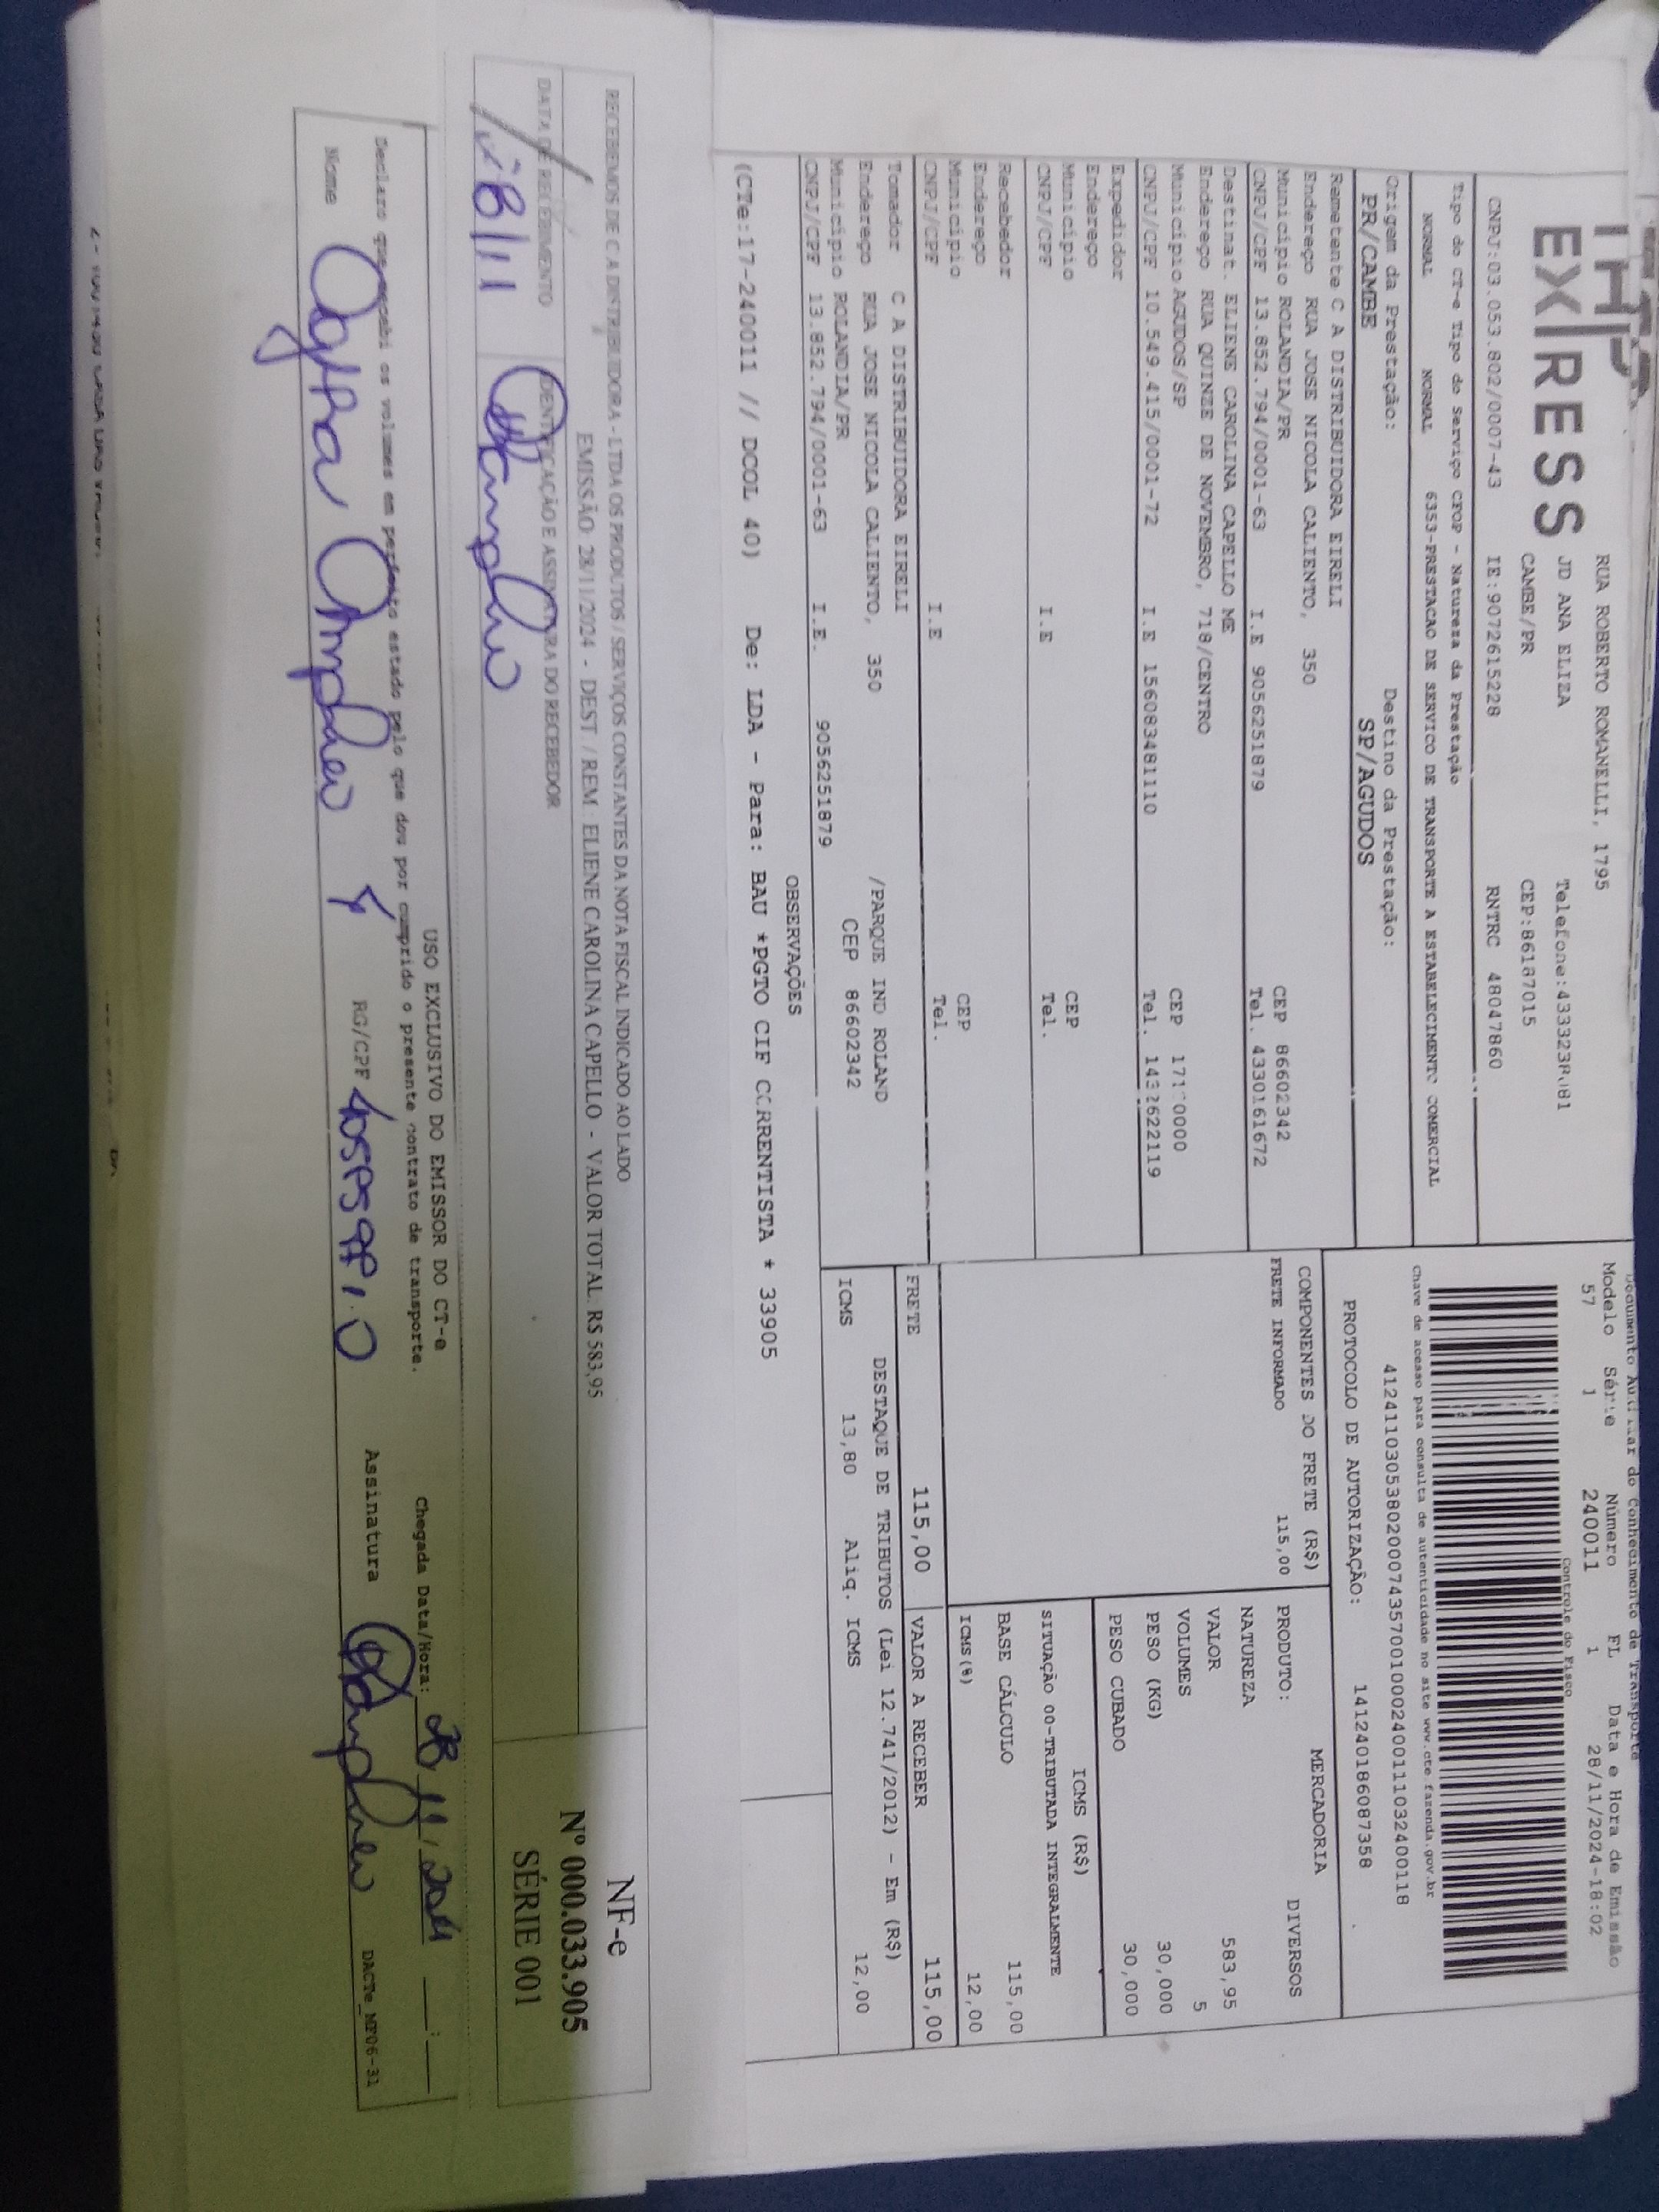 EXPRESS
RUA ROBERTO ROMANELLI, 1795
JD ANA ELIZA
CAMBE/PR CEP:86187015
CNPJ:03.053.802/0007-43 IE:9072615228 RNTRC 48047860
Tipo do CT-e Tipo do Serviço CFOP - Natureza da Prestação
NORMAL NORMAL 6353-PRESTACAO DE SERVICO DE TRANSPORTE A ESTABELECIMENTO COMERCIAL
Origem da Prestação: Destino da Prestação:
PR/CAMBE SP/AGUDOS
Remetente C A DISTRIBUIDORA EIRELI
Endereço RUA JOSE NICOLA CALIENTO, 350
Município ROLANDIA/PR CEP 86602342
CNPJ/CPF 13.852.794/0001-63 I.E 9056251879 Tel. 4330161672
Destinat. ELIENE CAROLINA CAPELLO ME
Endereço RUA QUINZE DE NOVEMBRO, 718/CENTRO
Município AGUDOS/SP CEP
CNPJ/CPF 10.549.415/0001-72 I.E 156083481110 Tel.
Expedidor
Endereço
Município CEP
CNPJ/CPF I.E Tel.
Recebedor
Endereço
Município CEP
CNPJ/CPF I.E Tel.
Tomador C A DISTRIBUIDORA EIRELI
Endereço RUA JOSE NICOLA CALIENTO, 350 /PARQUE IND ROLAND
Município ROLANDIA/PR CEP 86602342
CNPJ/CPF 13.852.794/0001-63 I.E. 9056251879
OBSERVAÇÕES
(CTe:17-240011 // DCOL 40) De: LDA - Para: BAU *PGTO CIF CORRENTISTA * 33905
Documento Auxiliar do Conhecimento de Transporte
Modelo Série Número FL Data e Hora de Emissão
57 1 240011 1 28/11/2024-18:02
Controle do Fisco
Chave de acesso para consulta de autenticidade no site www.cte.fazenda.gov.br
41241103053802000743570010002400111032400118
PROTOCOLO DE AUTORIZAÇÃO: 141240186087358
COMPONENTES DO FRETE (R$)
FRETE INFORMADO 115,00
MERCADORIA
PRODUTO: DIVERSOS
NATUREZA
VALOR 583,95
VOLUMES 5
PESO (KG) 30,000
PESO CUBADO 30,000
ICMS (R$)
SITUAÇÃO 00-TRIBUTADA INTEGRALMENTE
BASE CÁLCULO 115,00
ICMS(%) 12,00
FRETE 115,00 VALOR A RECEBER 115,00
DESTAQUE DE TRIBUTOS (Lei 12.741/2012) - Em (R$)
ICMS 13,80 Aliq. ICMS 12,00
RECEBEMOS DE C A DISTRIBUIDORA - LTDA OS PRODUTOS / SERVIÇOS CONSTANTES DA NOTA FISCAL INDICADO AO LADO
EMISSÃO: 28/11/2024 - DEST / REM: ELIENE CAROLINA CAPELLO - VALOR TOTAL: R$ 583,95
DATA DE RECEBIMENTO IDENTIFICAÇÃO E ASSINATURA DO RECEBEDOR
NF-e
Nº 000.033.905
SÉRIE 001
USO EXCLUSIVO DO EMISSOR DO CT-e
Declaro que recebi os volumes em perfeito estado pelo que dou por cumprido o presente contrato de transporte.
Chegada Data/Hora: 28/11/2024
Nome RG/CPF Assinatura
DACTe_MF06-31